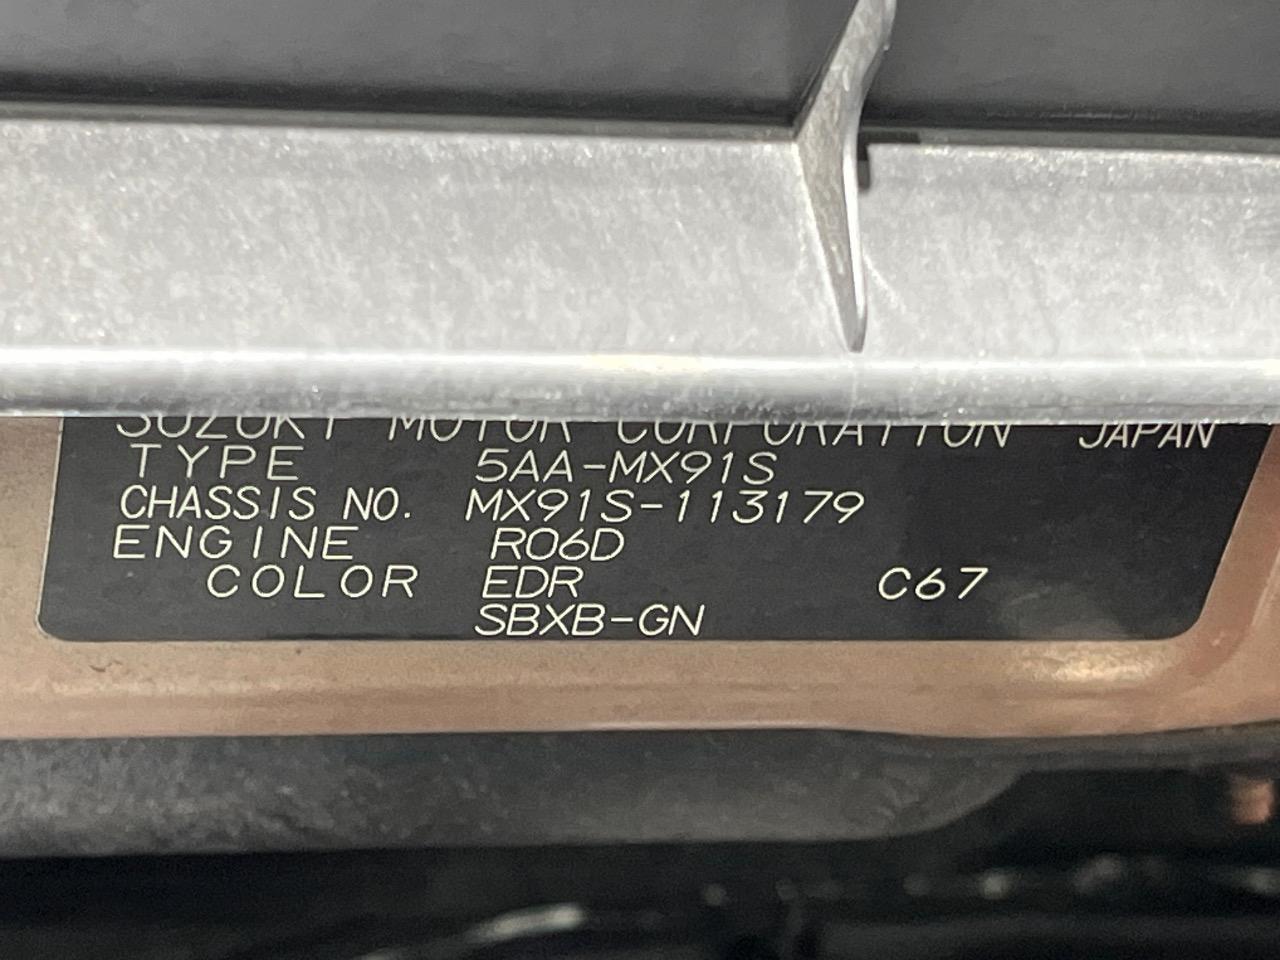 SUZUKI MOTOR CORPORATION JAPAN
TYPE 5AA-MX91S
CHASSIS NO. MX91S-113179
ENGINE R06D
COLOR EDR C67
SBXB-GN